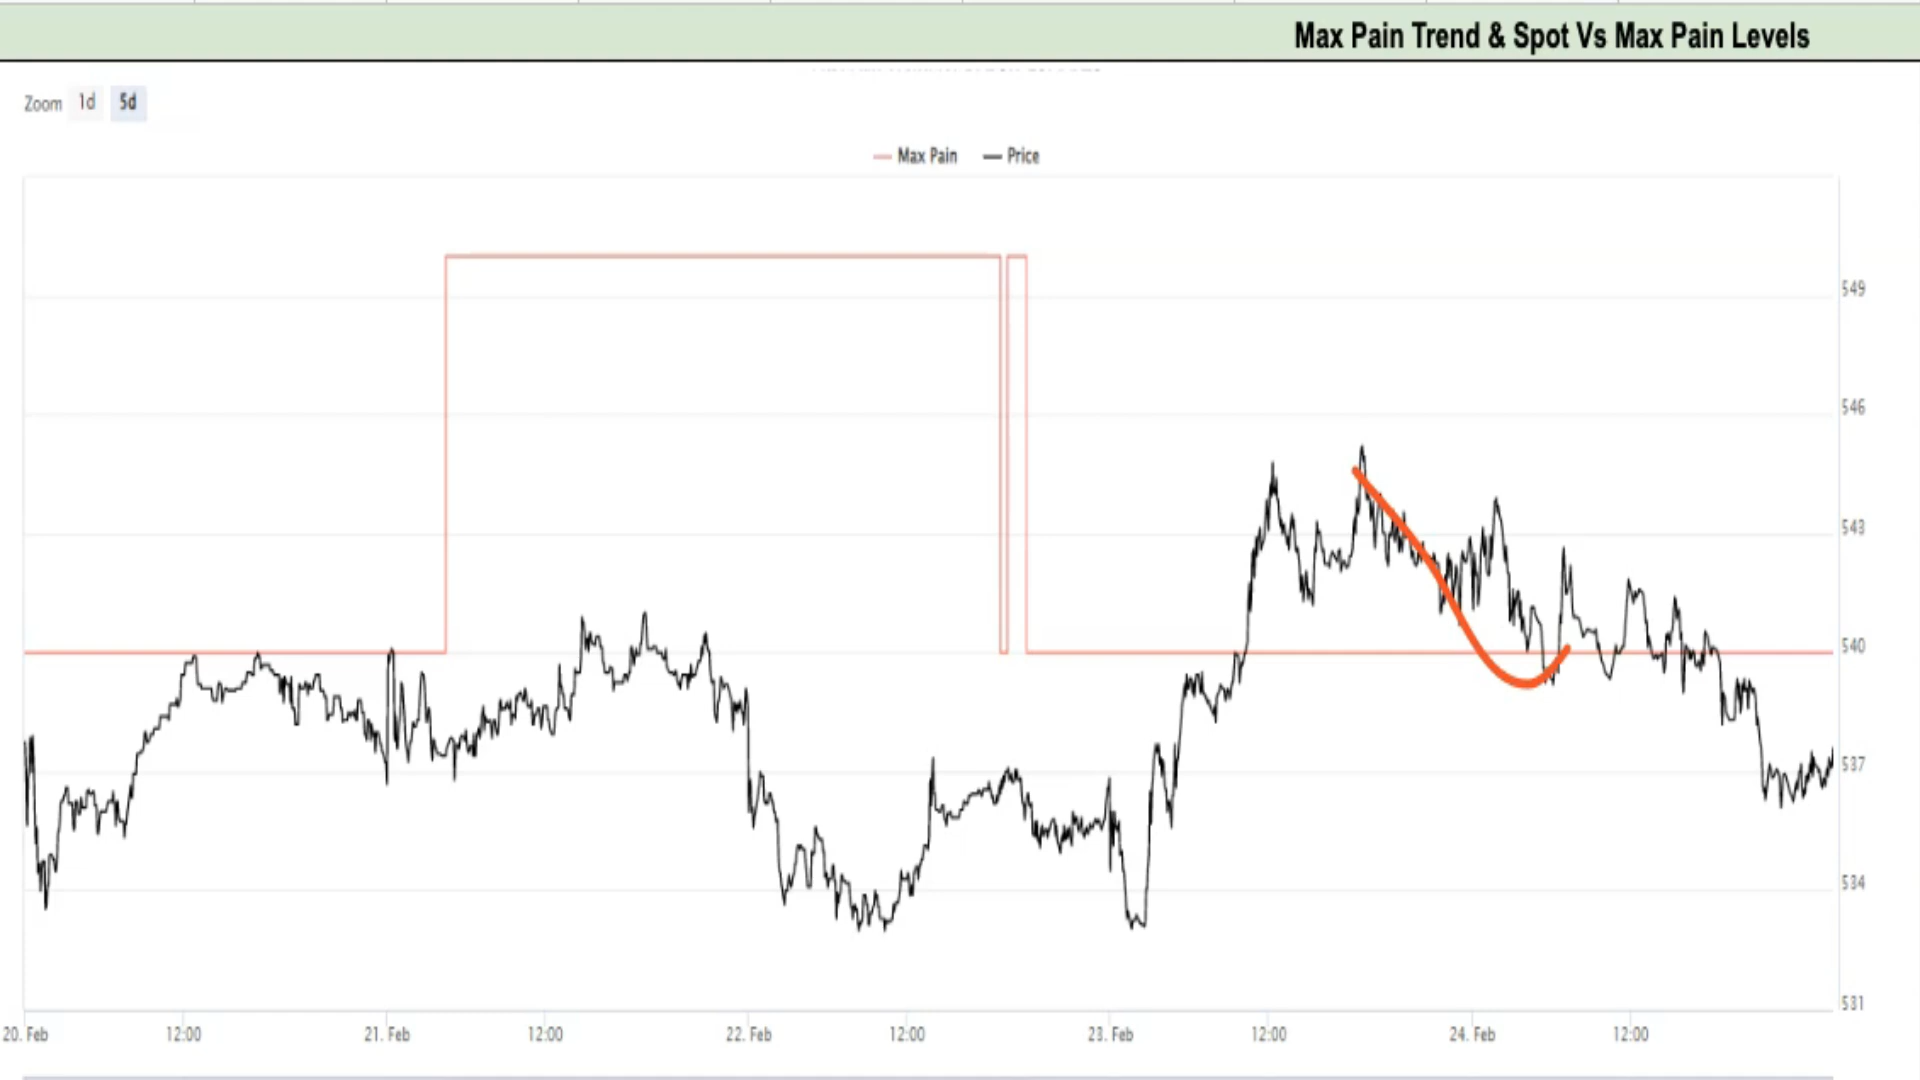 Max Pain Trend & Spot Vs Max Pain Levels
Zoom 1d 5d
Max Pain Price
549
546
543
540
537
534
531
20. Feb 12:00 21. Feb 12:00 22. Feb 12:00 23. Feb 12:00 24. Feb 12:00